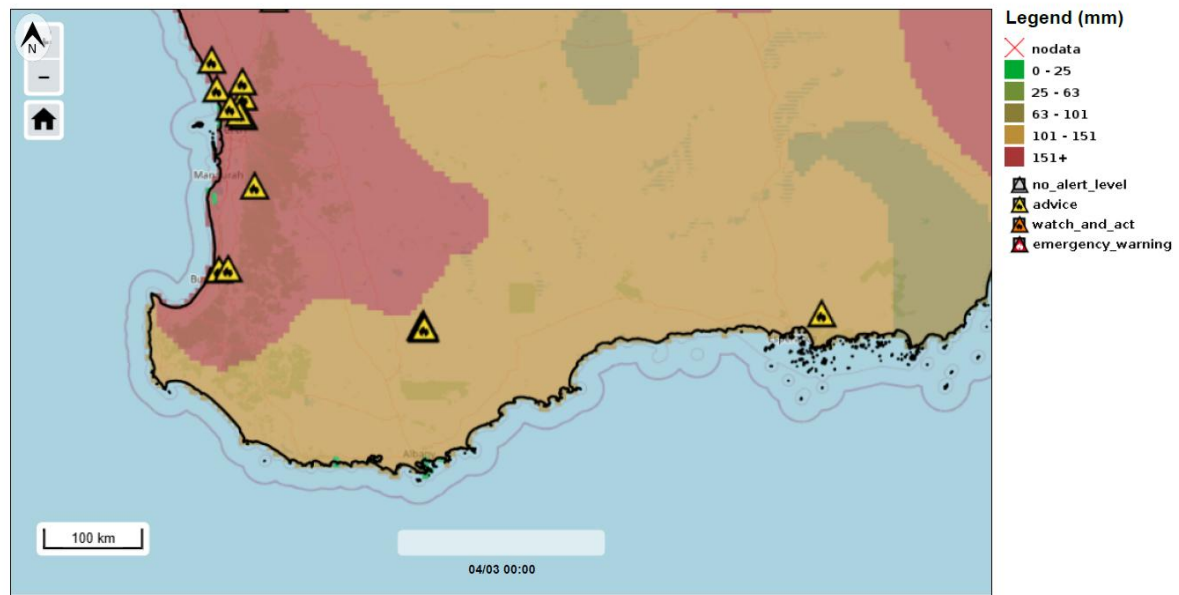 Legend (mm)
N
nodata
0 - 25
25 - 63
63 - 101
101 - 151
151+
no_alert_level
advice
watch_and_act
emergency_warning
−
Albany
100 km
04/03 00:00